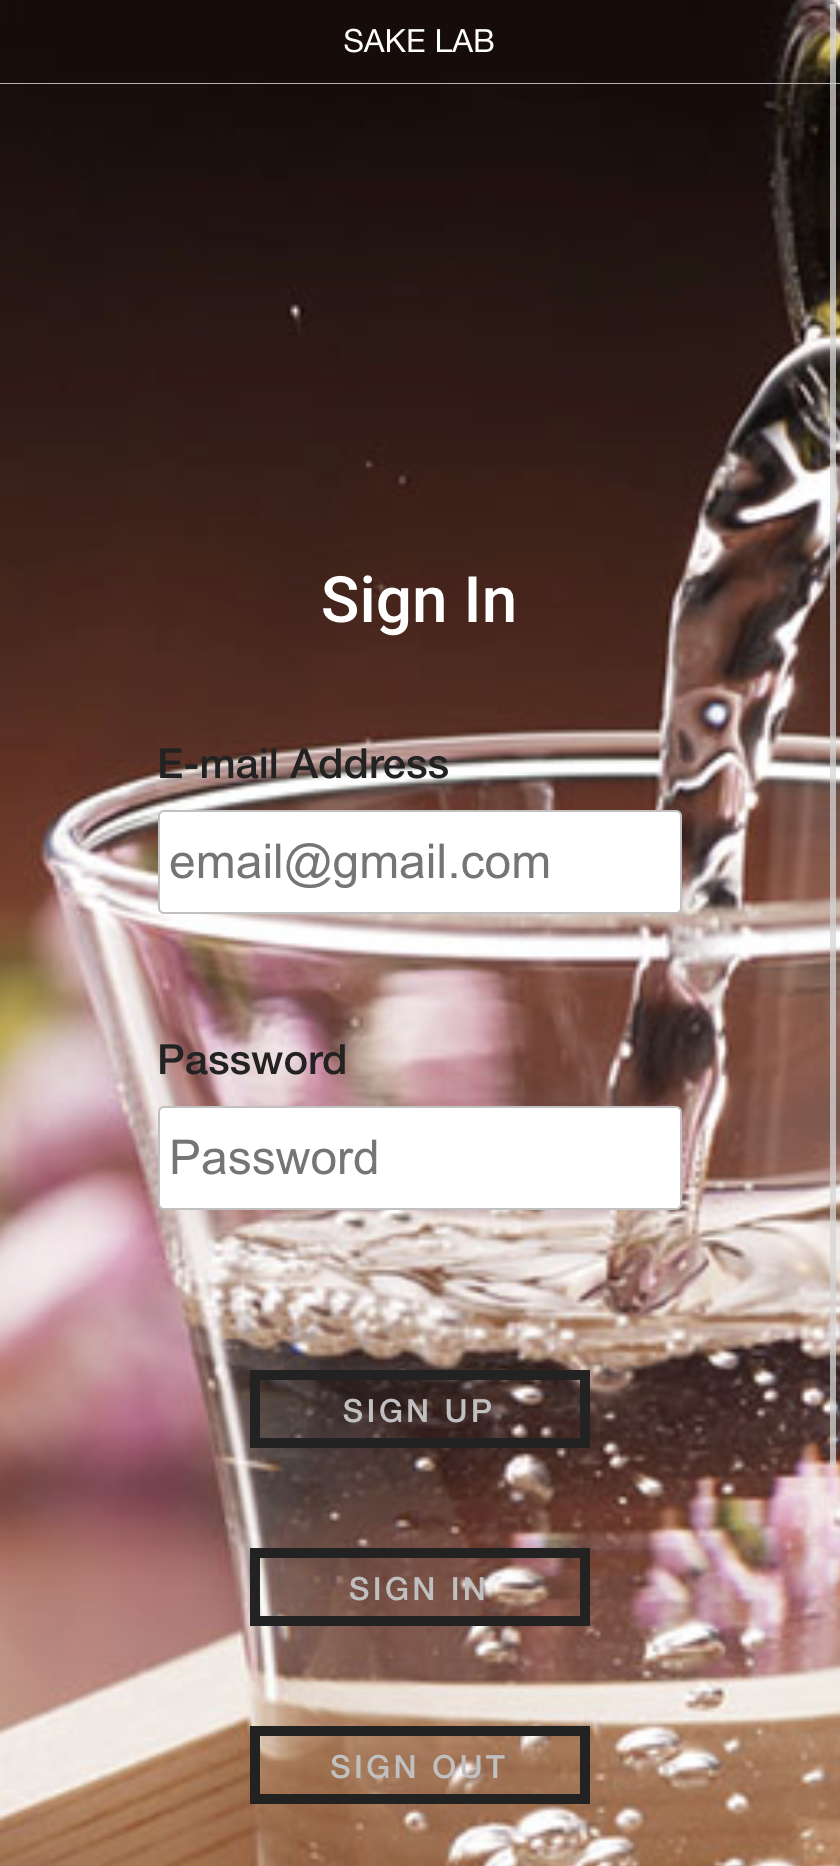 SAKE LAB
Sign In
E-mail Address
email@gmail.com
Password
Password
SIGN UP
SIGN IN
SIGN OUT